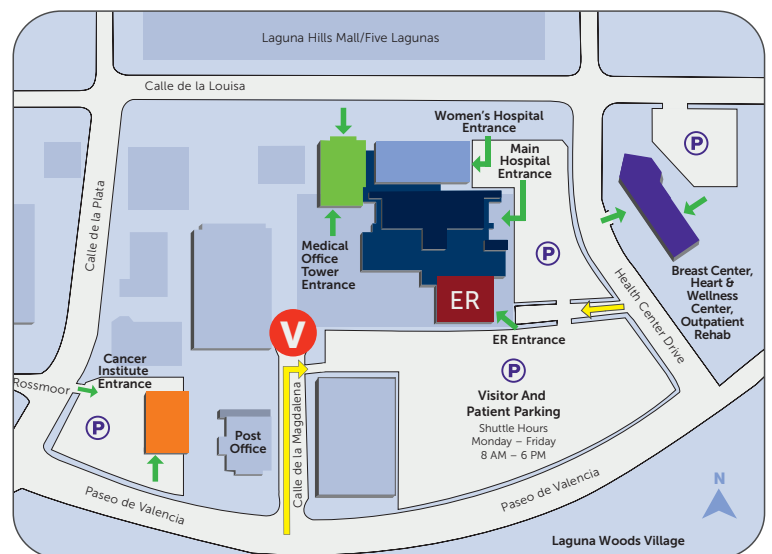 Laguna Hills Mall/Five Lagunas
Calle de la Louisa
Women's Hospital
Entrance
Main
Hospital
Entrance
P
Calle de la Plata
Medical
Office
Tower
Entrance
P
ER
Breast Center,
Heart &
Wellness
Center,
Outpatient
Rehab
Health Center Drive
V
ER Entrance
Cancer
Institute
Entrance
Rossmoor
P
P
Visitor And
Patient Parking
Shuttle Hours
Monday – Friday
8 AM – 6 PM
Post
Office
Calle de la Magdalena
Paseo de Valencia
Paseo de Valencia
N
Laguna Woods Village